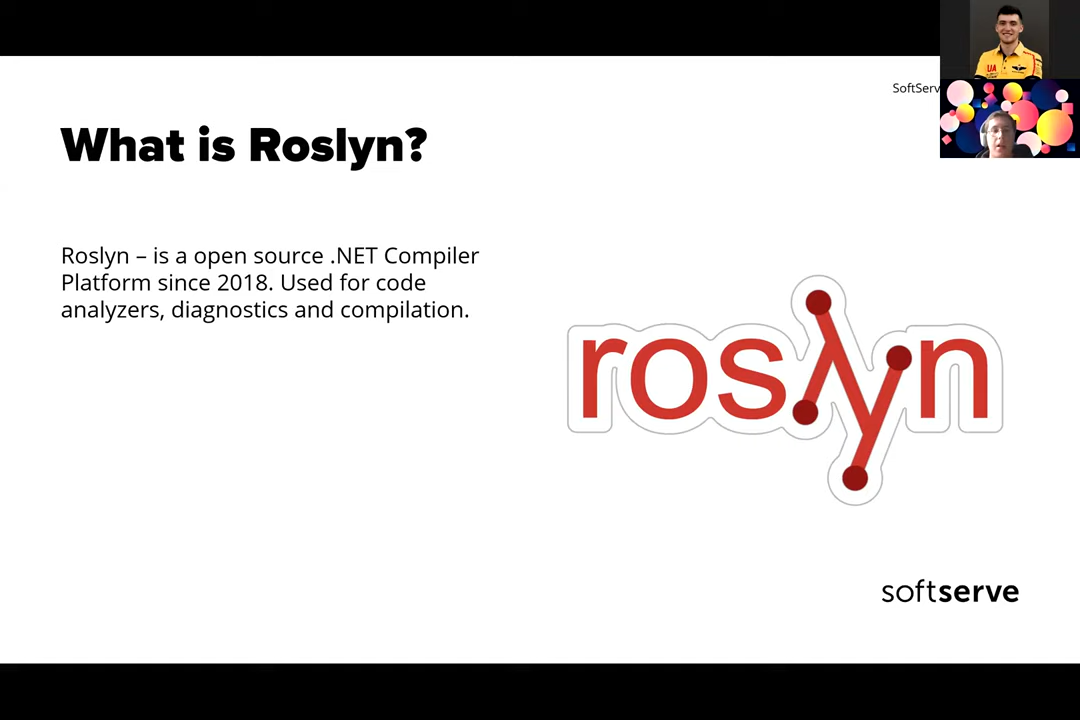 SoftServ
UA
What is Roslyn?
Roslyn – is a open source .NET Compiler
Platform since 2018. Used for code
analyzers, diagnostics and compilation.
roslyn
softserve